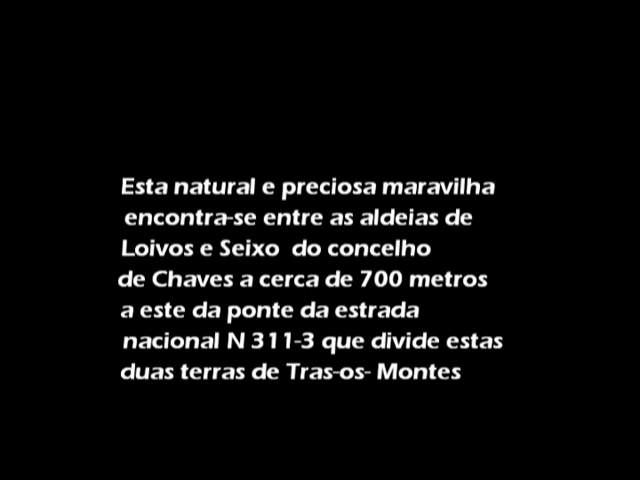 Esta natural e preciosa maravilha
encontra-se entre as aldeias de
Loivos e Seixo do concelho
de Chaves a cerca de 700 metros
a este da ponte da estrada
nacional N 311-3 que divide estas
duas terras de Tras-os- Montes